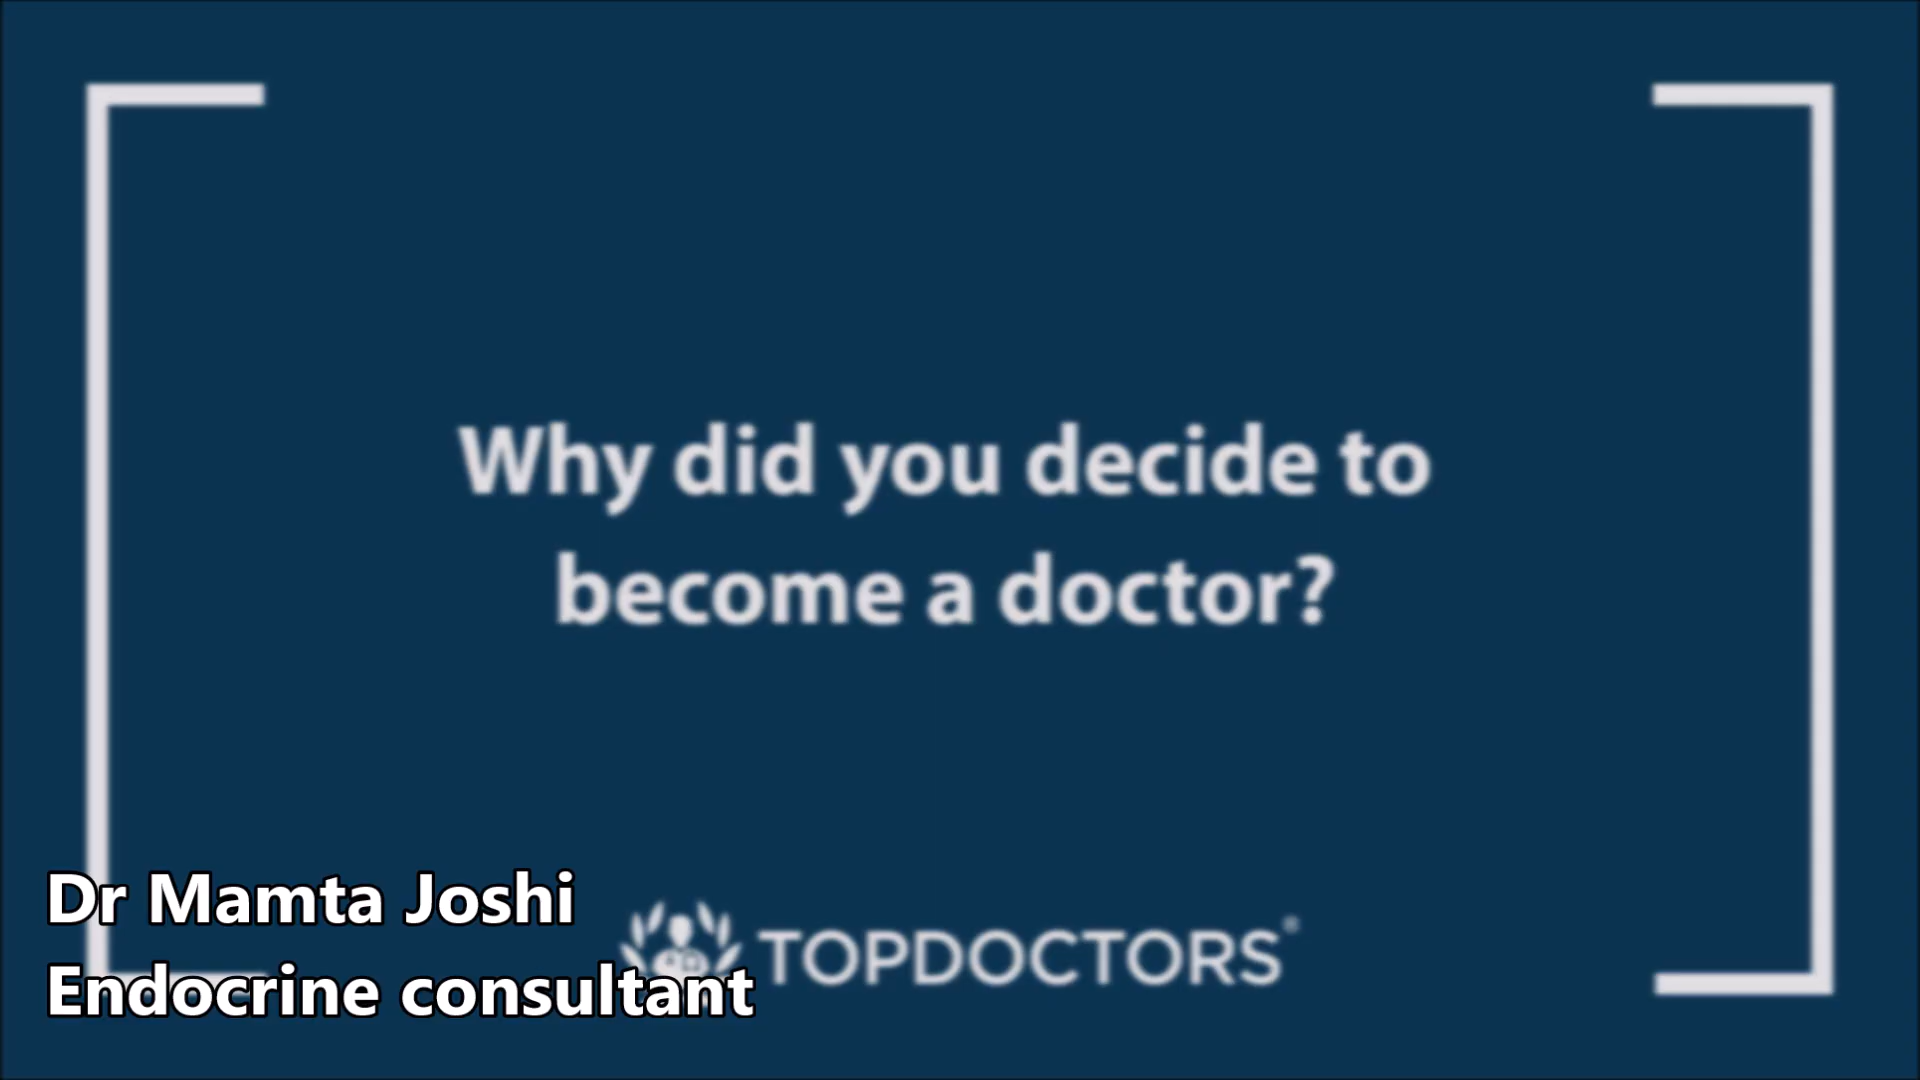 Why did you decide to
become a doctor?
Dr Mamta Joshi
Endocrine consultant
TOPDOCTORS®